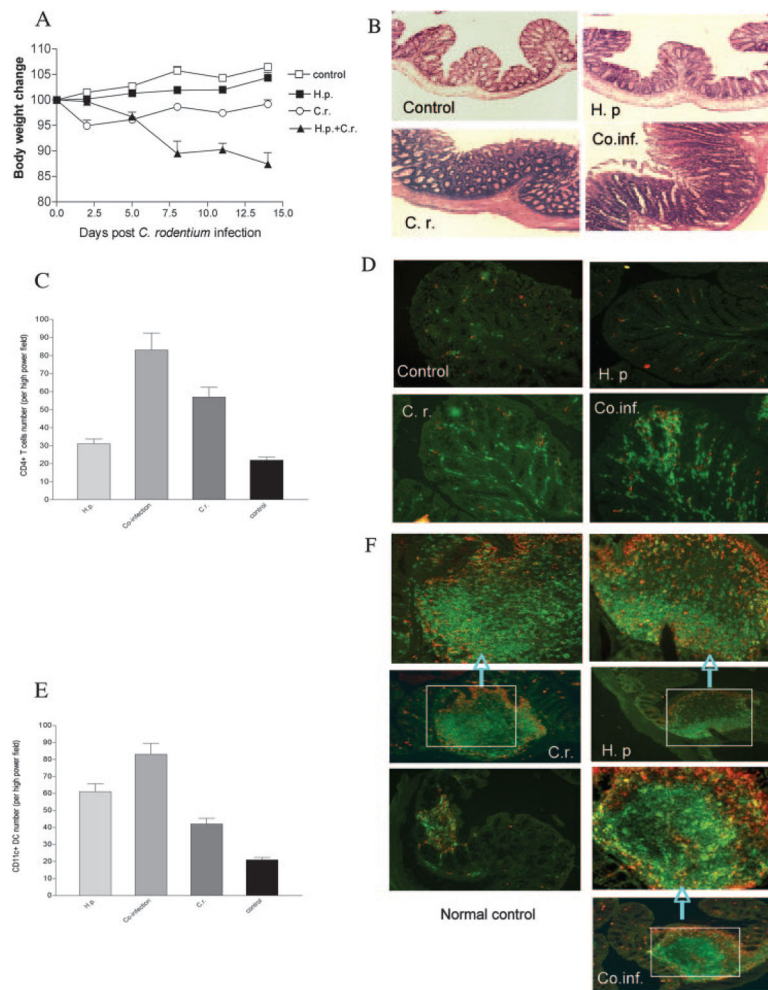 A
Body weight change
110
105
100
95
90
85
80
0.0 2.5 5.0 7.5 10.0 12.5 15.0
Days post C. rodentium infection
control
H.p.
C.r.
H.p.+C.r.
B
Control
H. p
C. r.
Co.inf.
C
CD4+ T cells number (per high power field)
100
90
80
70
60
50
40
30
20
10
0
H.p.
Co-infection
C.r.
control
D
Control
H. p
C. r.
Co.inf.
E
CD11c+ DC number (per high power field)
100
90
80
70
60
50
40
30
20
10
0
H.p.
Co-infection
C.r.
control
F
C.r.
H. p
Normal control
Co.inf.